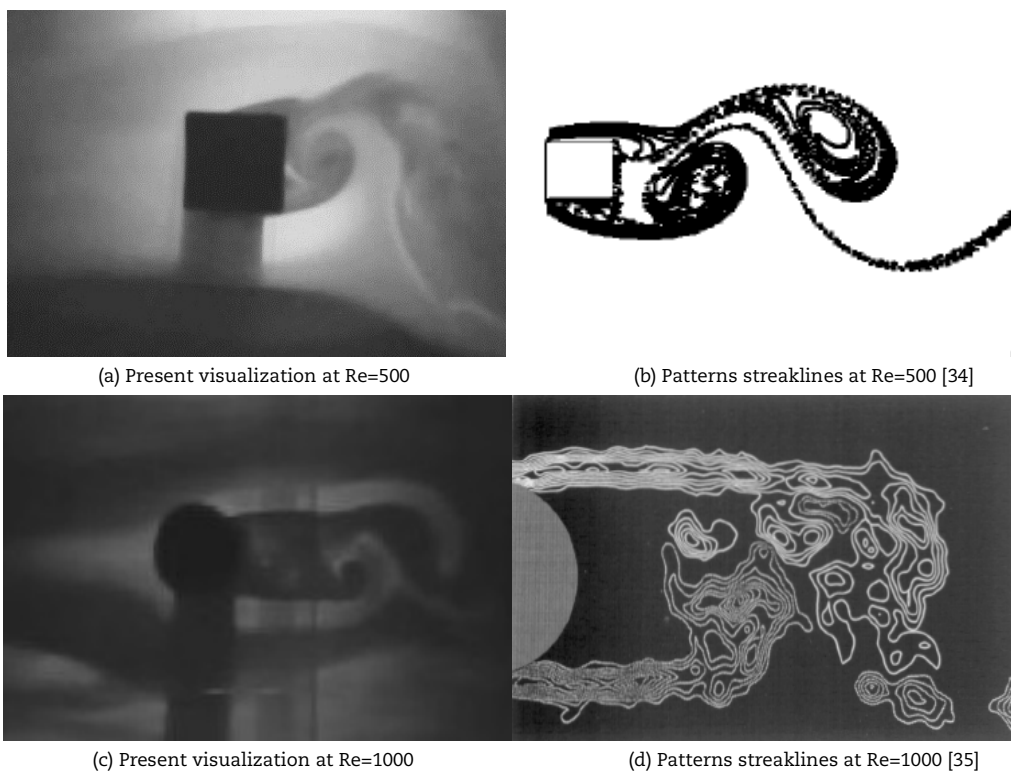 (a) Present visualization at Re=500
(b) Patterns streaklines at Re=500 [34]
(c) Present visualization at Re=1000
(d) Patterns streaklines at Re=1000 [35]